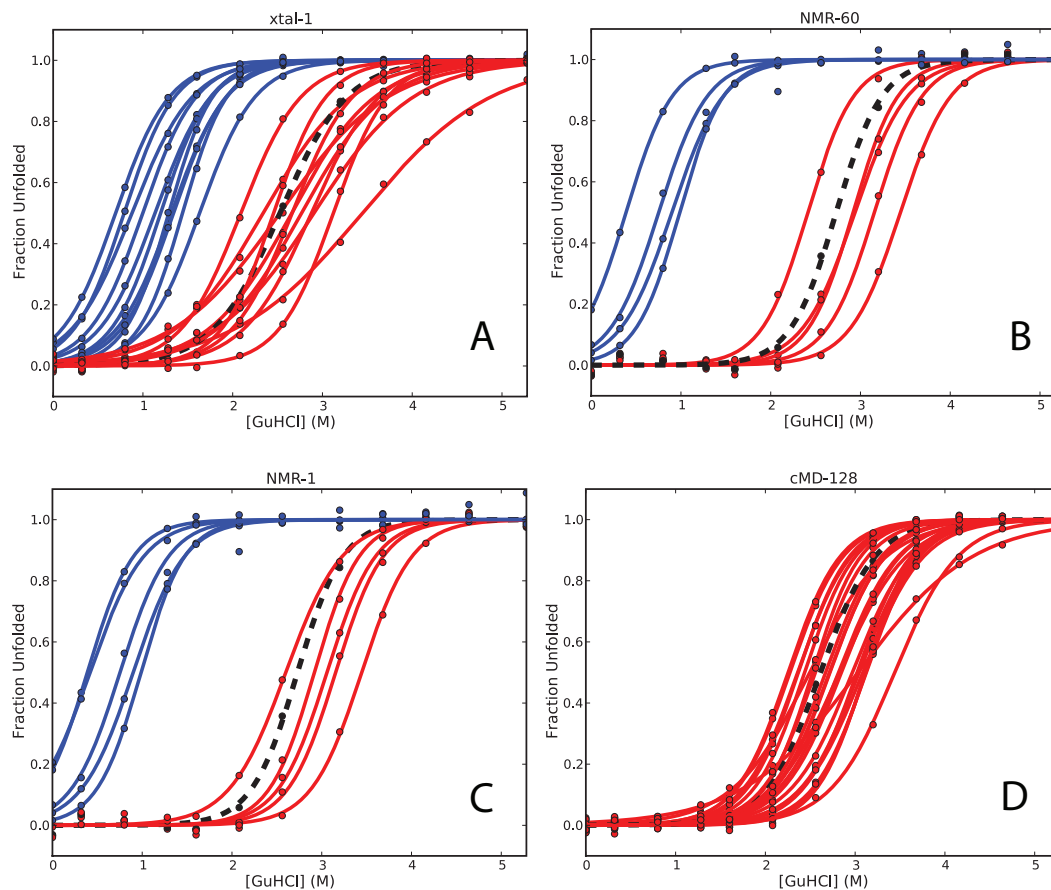 xtal-1
NMR-60
Fraction Unfolded
1.0
0.8
0.6
0.4
0.2
0.0
A
0 1 2 3 4 5
[GuHCl] (M)
Fraction Unfolded
1.0
0.8
0.6
0.4
0.2
0.0
B
0 1 2 3 4 5
[GuHCl] (M)
NMR-1
cMD-128
Fraction Unfolded
1.0
0.8
0.6
0.4
0.2
0.0
C
0 1 2 3 4 5
[GuHCl] (M)
Fraction Unfolded
1.0
0.8
0.6
0.4
0.2
0.0
D
0 1 2 3 4 5
[GuHCl] (M)